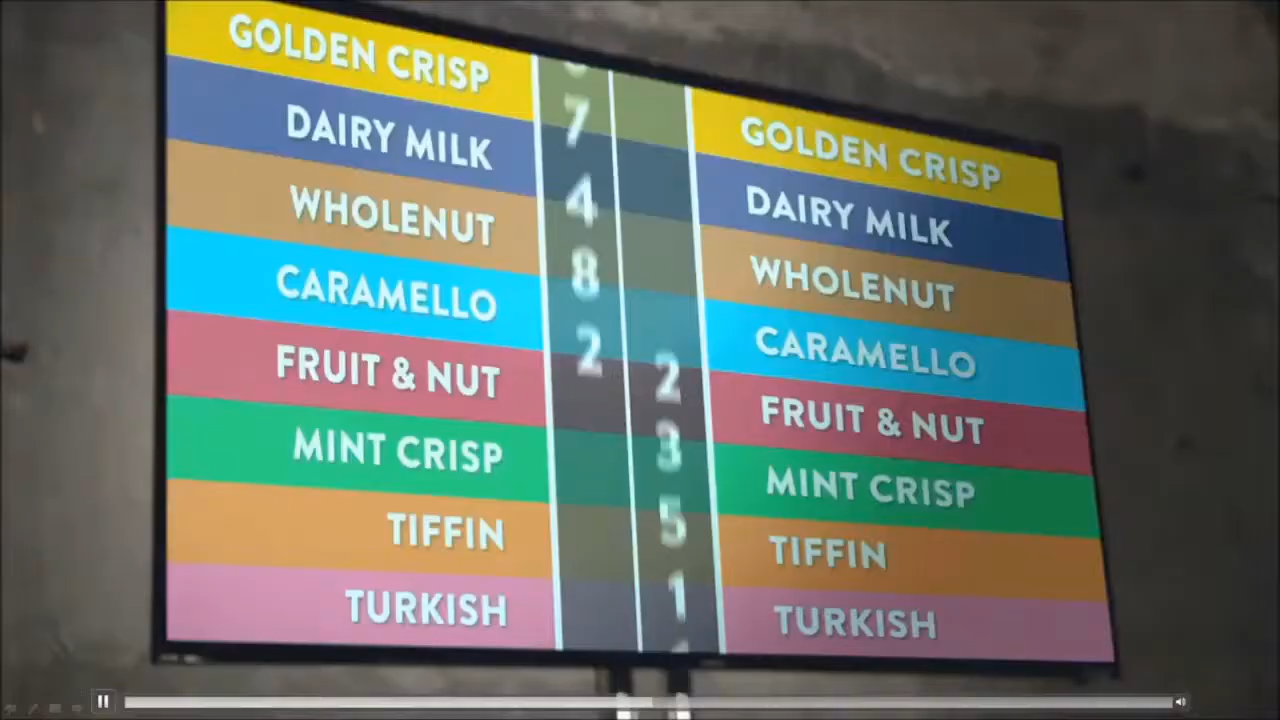 GOLDEN CRISP
DAIRY MILK
WHOLENUT
CARAMELLO
FRUIT & NUT
MINT CRISP
TIFFIN
TURKISH
7
4
8
2
2
3
5
1
GOLDEN CRISP
DAIRY MILK
WHOLENUT
CARAMELLO
FRUIT & NUT
MINT CRISP
TIFFIN
TURKISH